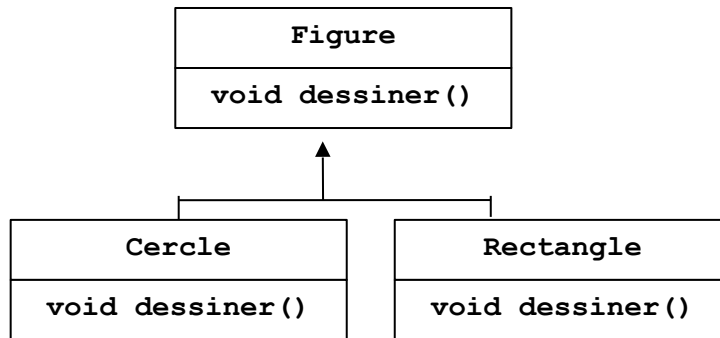 Figure
void dessiner()
Cercle
void dessiner()
Rectangle
void dessiner()